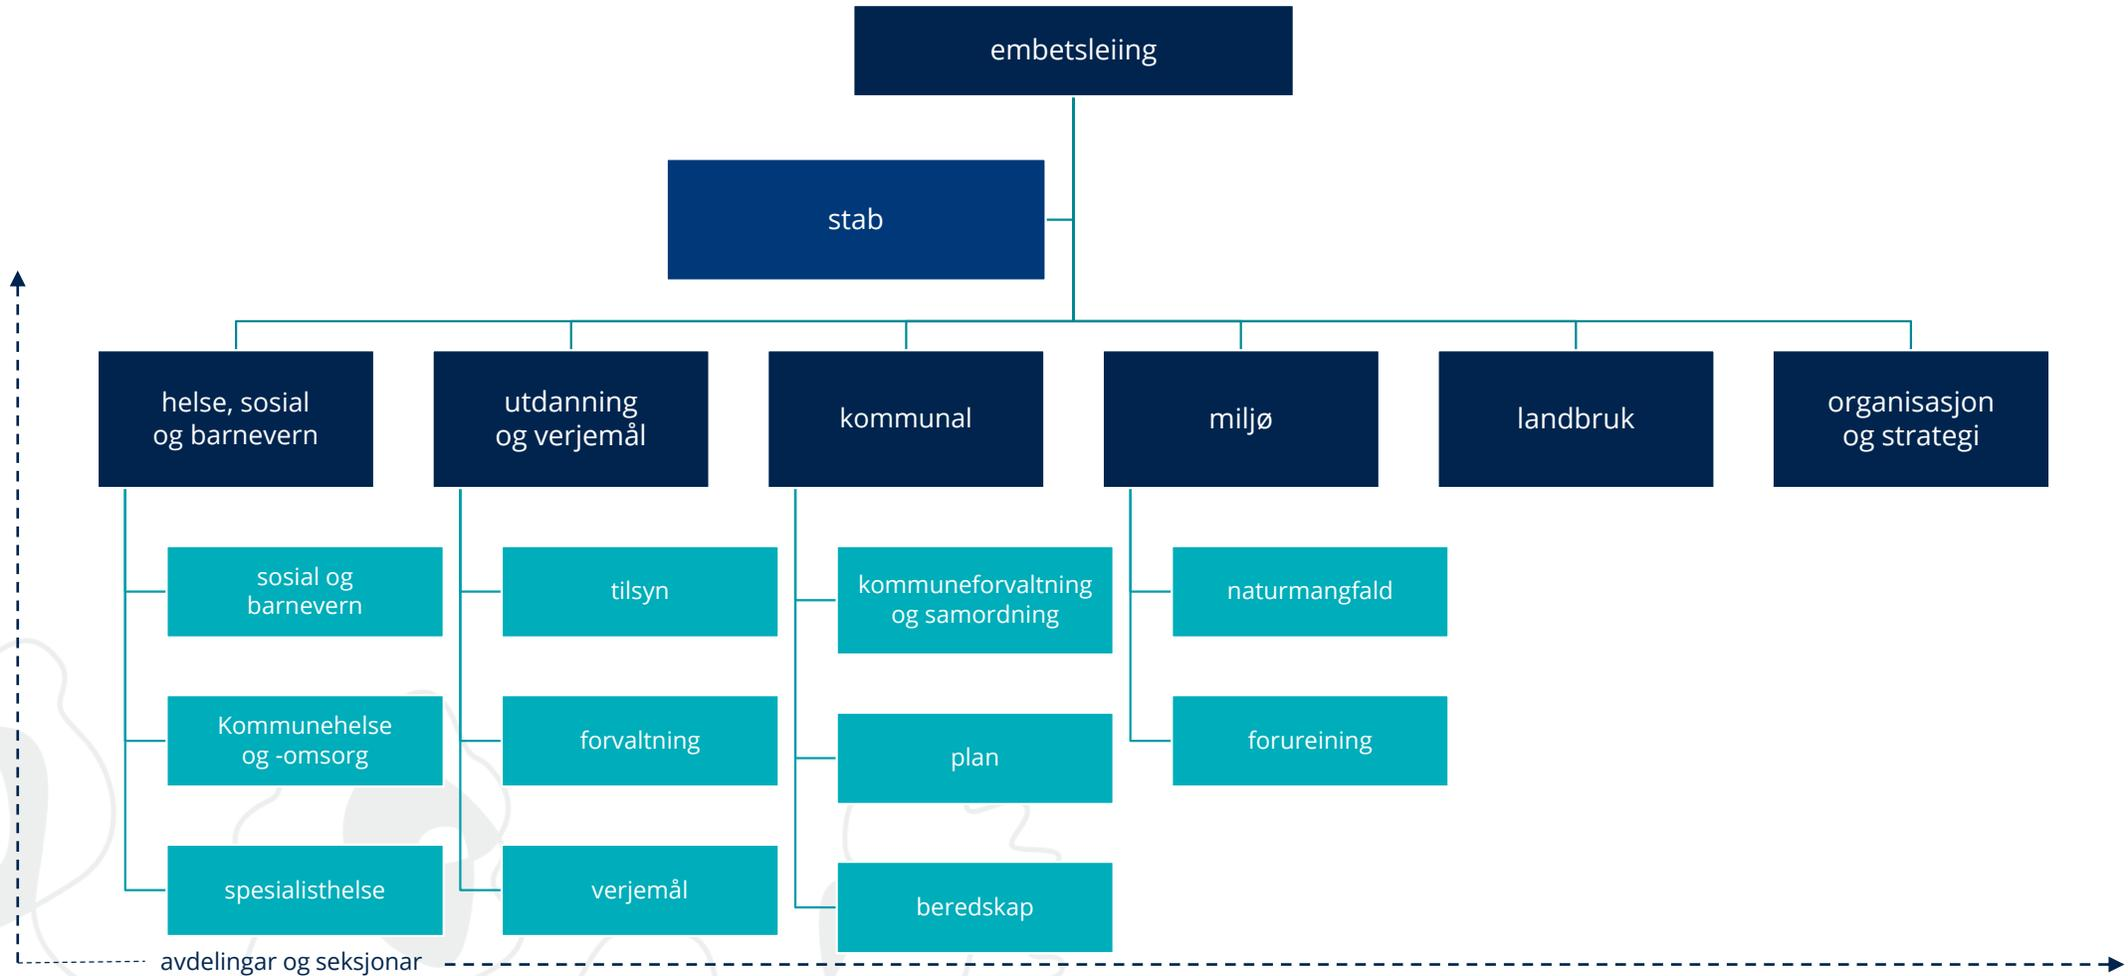 embetsleiing
stab
helse, sosial
og barnevern
utdanning
og verjemål
kommunal
miljø
landbruk
organisasjon
og strategi
sosial og
barnevern
Kommunehelse
og -omsorg
spesialisthelse
tilsyn
forvaltning
verjemål
kommuneforvaltning
og samordning
plan
beredskap
naturmangfald
forureining
avdelingar og seksjonar